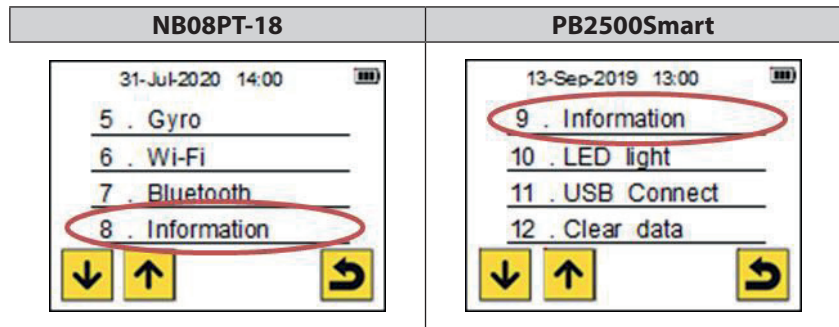 NB08PT-18 PB2500Smart
31-Jul-2020 14:00
5 . Gyro
6 . Wi-Fi
7 . Bluetooth
8 . Information
13-Sep-2019 13:00
9 . Information
10 . LED light
11 . USB Connect
12 . Clear data